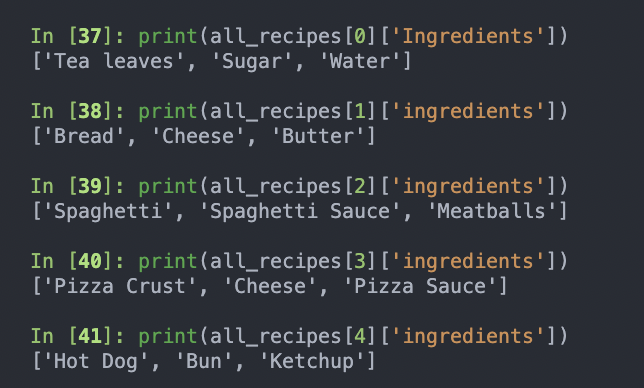 In [37]: print(all_recipes[0]['Ingredients'])
['Tea leaves', 'Sugar', 'Water']
In [38]: print(all_recipes[1]['ingredients'])
['Bread', 'Cheese', 'Butter']
In [39]: print(all_recipes[2]['ingredients'])
['Spaghetti', 'Spaghetti Sauce', 'Meatballs']
In [40]: print(all_recipes[3]['ingredients'])
['Pizza Crust', 'Cheese', 'Pizza Sauce']
In [41]: print(all_recipes[4]['ingredients'])
['Hot Dog', 'Bun', 'Ketchup']